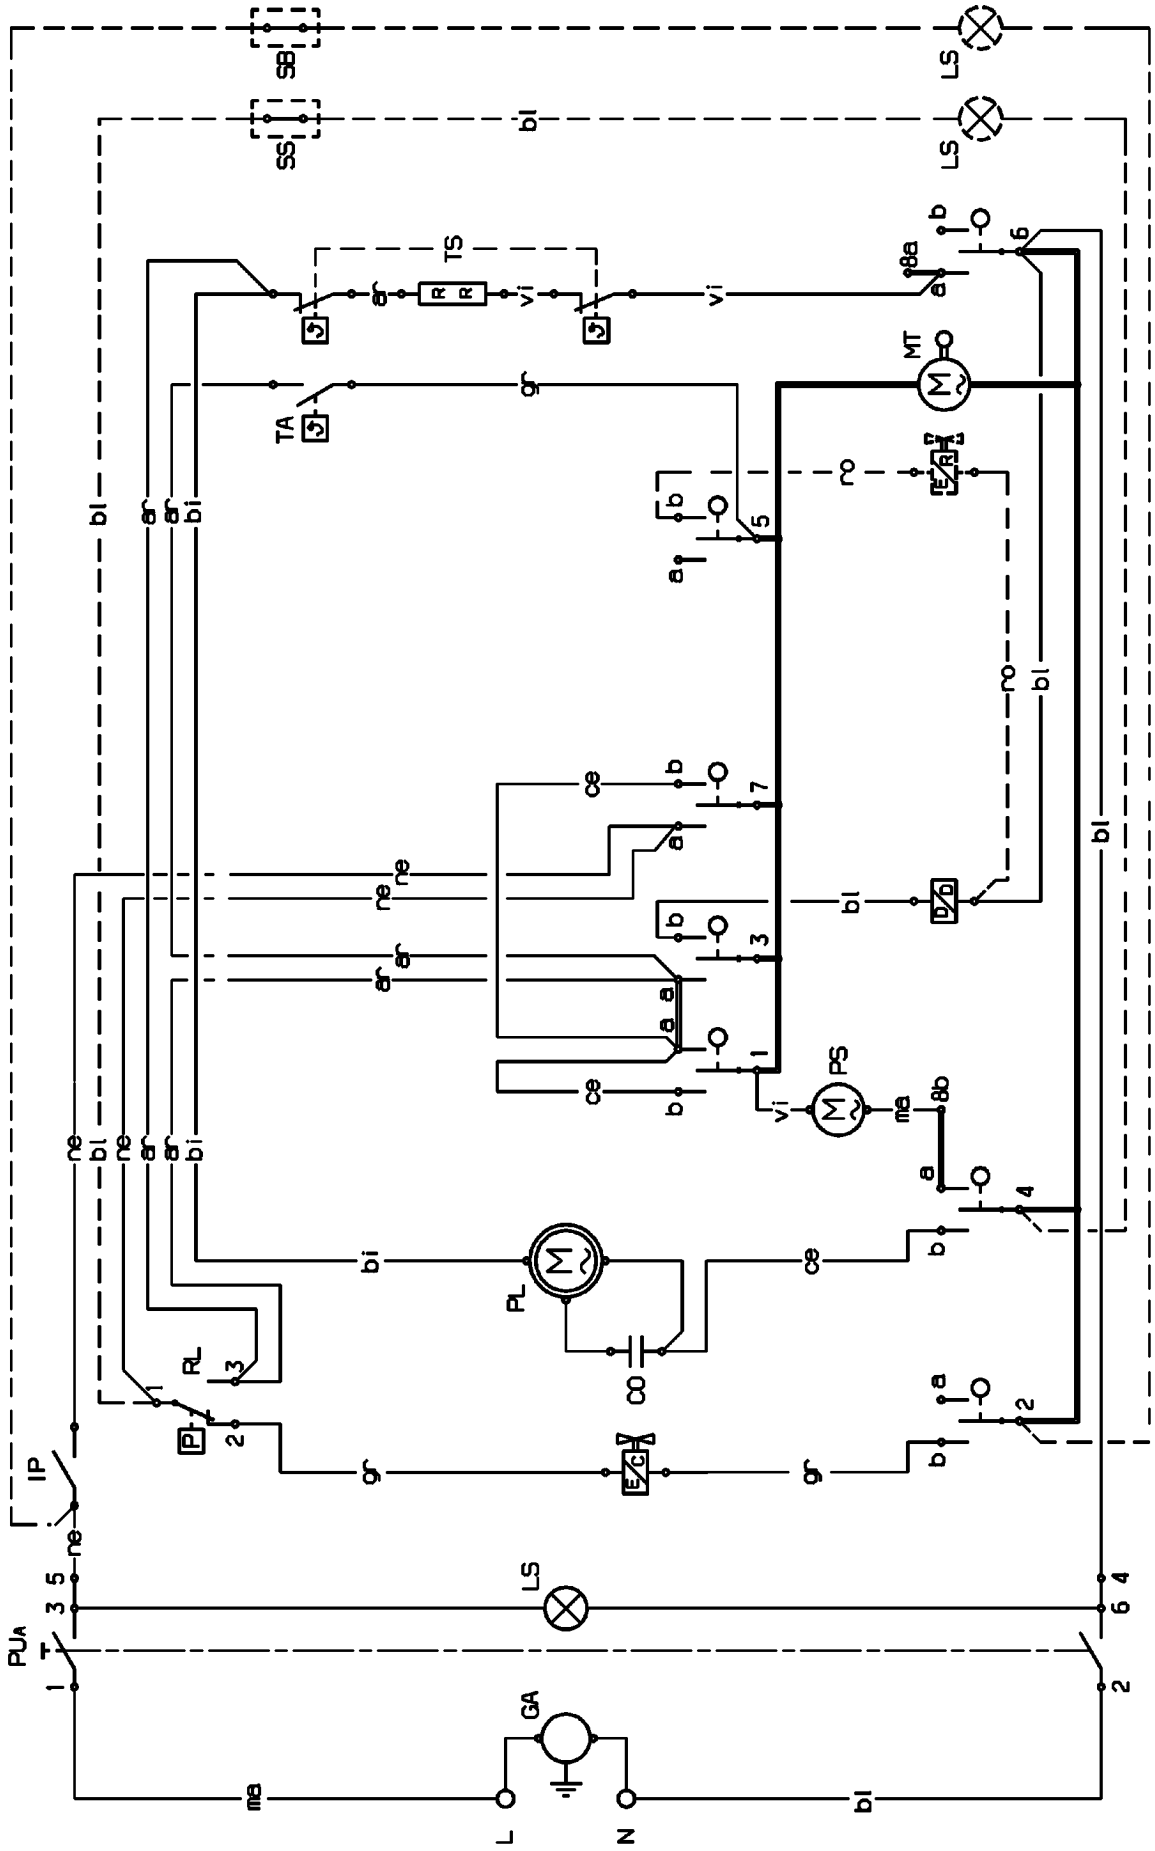 PUA
IP
1 3 5
ne ne
bl bl
ne
ar ar
1
ar ar
P RL bi bi
2 3
ma
TA SS SB
gr bi ar ne ar
ar ne
TS
R
R
L
PL
GA LS gr vi bl
M
ce ce
N E C CO
b a a b a b a b
vi
1 3 7 5
vi
gr ce
M PS
bl ro
bl
ma
MT 8a
b a b a 8b D D E R M a b
LS LS
ro
2 4 6
bl
bl
2 6 4